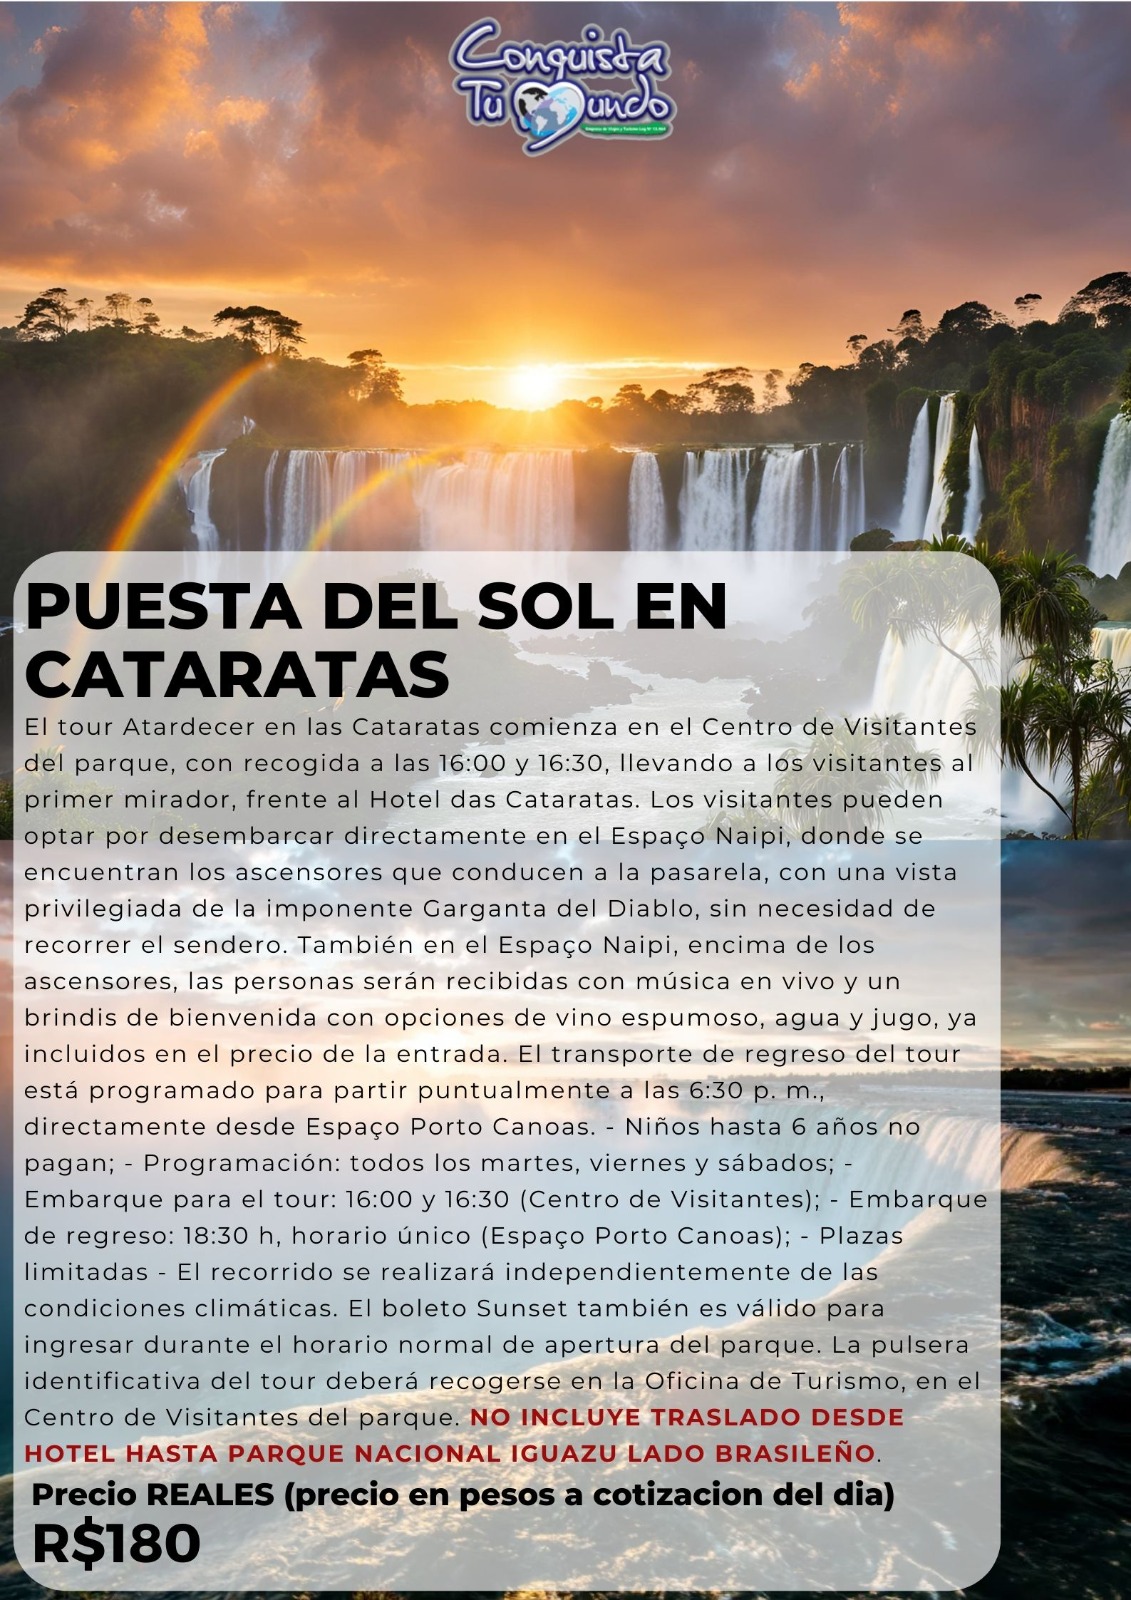 Conquista
Tu Mundo
PUESTA DEL SOL EN
CATARATAS
El tour Atardecer en las Cataratas comienza en el Centro de Visitantes
del parque, con recogida a las 16:00 y 16:30, llevando a los visitantes al
primer mirador, frente al Hotel das Cataratas. Los visitantes pueden
optar por desembarcar directamente en el Espaço Naipi, donde se
encuentran los ascensores que conducen a la pasarela, con una vista
privilegiada de la imponente Garganta del Diablo, sin necesidad de
recorrer el sendero. También en el Espaço Naipi, encima de los
ascensores, las personas serán recibidas con música en vivo y un
brindis de bienvenida con opciones de vino espumoso, agua y jugo, ya
incluidos en el precio de la entrada. El transporte de regreso del tour
está programado para partir puntualmente a las 6:30 p. m.,
directamente desde Espaço Porto Canoas. - Niños hasta 6 años no
pagan; - Programación: todos los martes, viernes y sábados; -
Embarque para el tour: 16:00 y 16:30 (Centro de Visitantes); - Embarque
de regreso: 18:30 h, horario único (Espaço Porto Canoas); - Plazas
limitadas - El recorrido se realizará independientemente de las
condiciones climáticas. El boleto Sunset también es válido para
ingresar durante el horario normal de apertura del parque. La pulsera
identificativa del tour deberá recogerse en la Oficina de Turismo, en el
Centro de Visitantes del parque. NO INCLUYE TRASLADO DESDE
HOTEL HASTA PARQUE NACIONAL IGUAZU LADO BRASILEÑO.
Precio REALES (precio en pesos a cotizacion del dia)
R$180